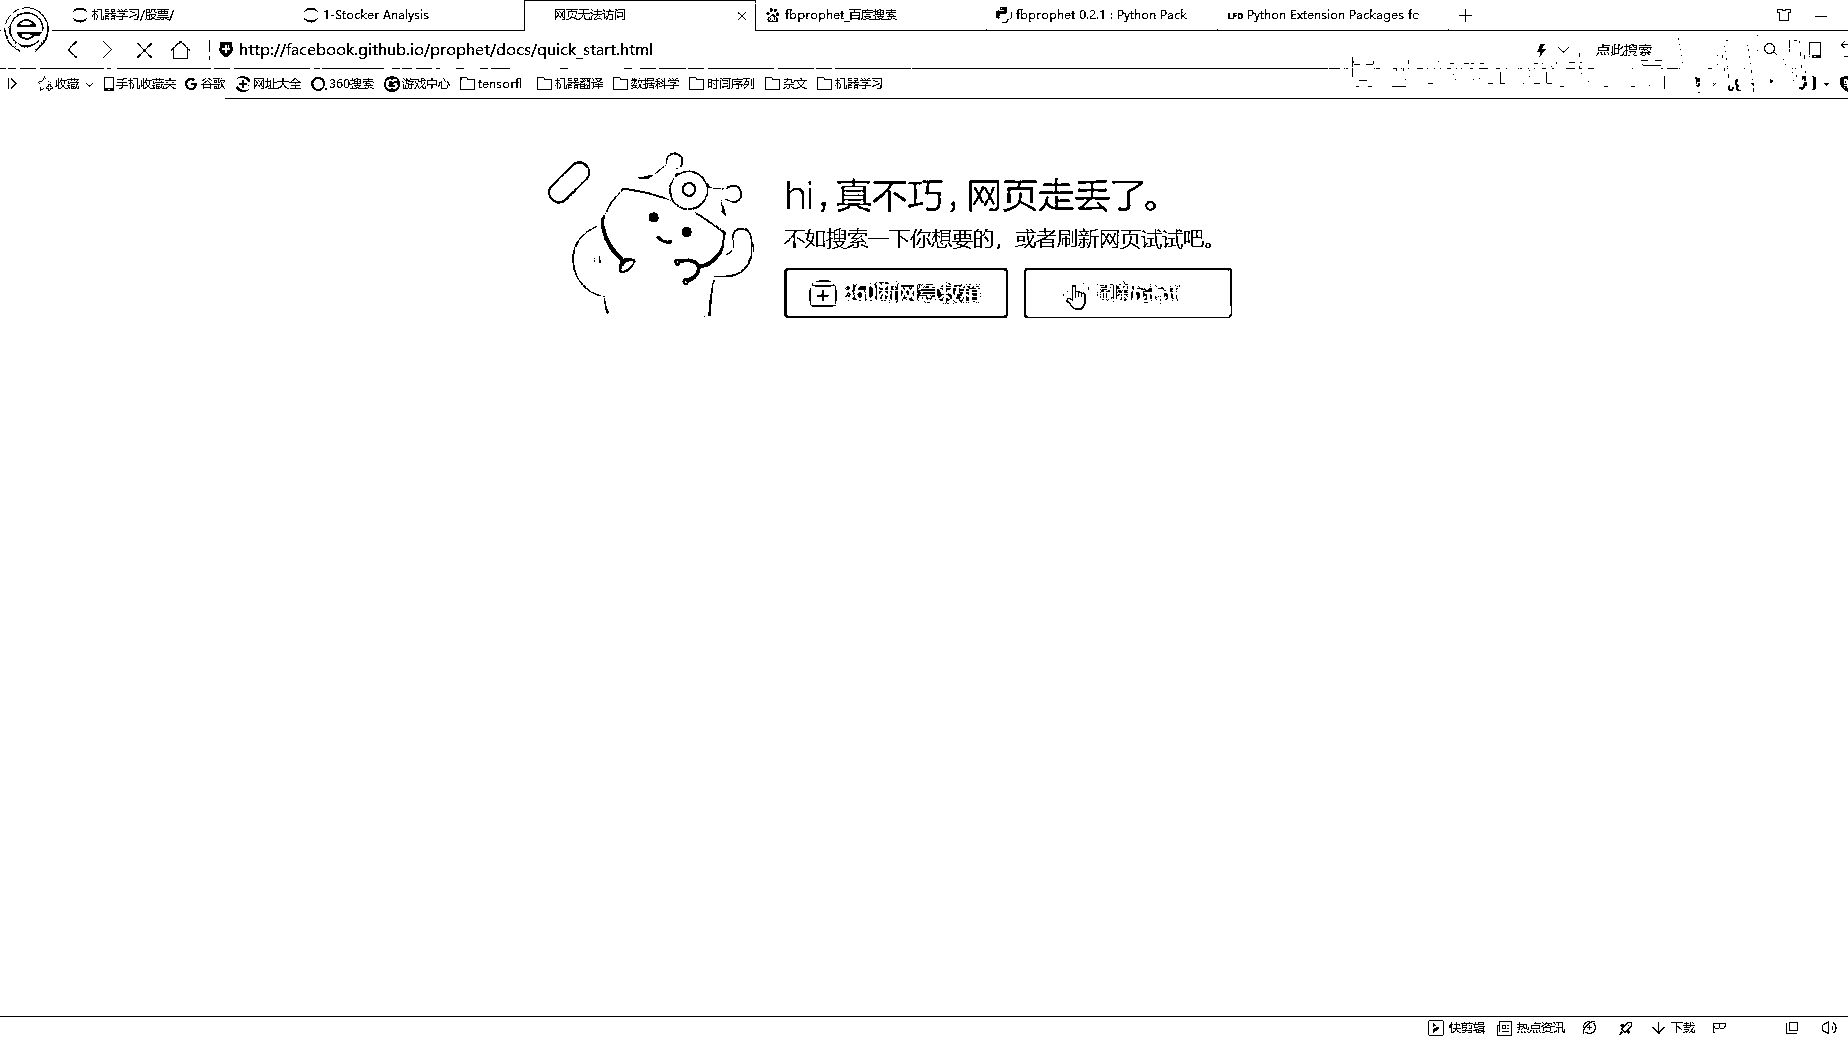 机器学习/股票/
1-Stocker Analysis
网页无法访问
fbprophet_百度搜索
fbprophet 0.2.1 : Python Pack
LFD Python Extension Packages fo
http://facebook.github.io/prophet/docs/quick_start.html
点此搜索
收藏
手机收藏夹
谷歌
网址大全
360搜索
游戏中心
tensorfl
机器翻译
数据科学
时间序列
杂文
机器学习
hi,真不巧,网页走丢了。
不如搜索一下你想要的，或者刷新网页试试吧。
360断网急救箱
刷新试试
快剪辑
热点资讯
下载